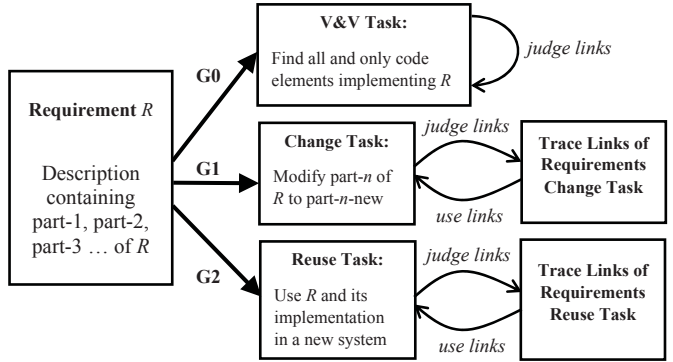 Requirement R
Description
containing
part-1, part-2,
part-3 … of R
G0
G1
G2
V&V Task:
Find all and only code
elements implementing R
judge links
Change Task:
Modify part-n of
R to part-n-new
judge links
use links
Trace Links of
Requirements
Change Task
Reuse Task:
Use R and its
implementation
in a new system
judge links
use links
Trace Links of
Requirements
Reuse Task